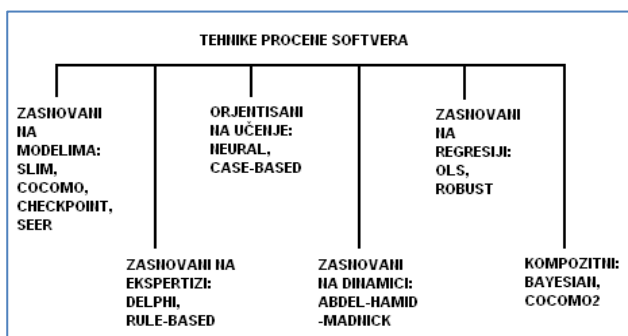 TEHNIKE PROCENE SOFTVERA
ZASNOVANI
NA
MODELIMA:
SLIM,
COCOMO,
CHECKPOINT,
SEER
ZASNOVANI NA
EKSPERTIZI:
DELPHI,
RULE-BASED
ORJENTISANI
NA UČENJE:
NEURAL,
CASE-BASED
ZASNOVANI
NA DINAMICI:
ABDEL-HAMID
-MADNICK
ZASNOVANI
NA
REGRESIJI:
OLS,
ROBUST
KOMPOZITNI:
BAYESIAN,
COCOMO2